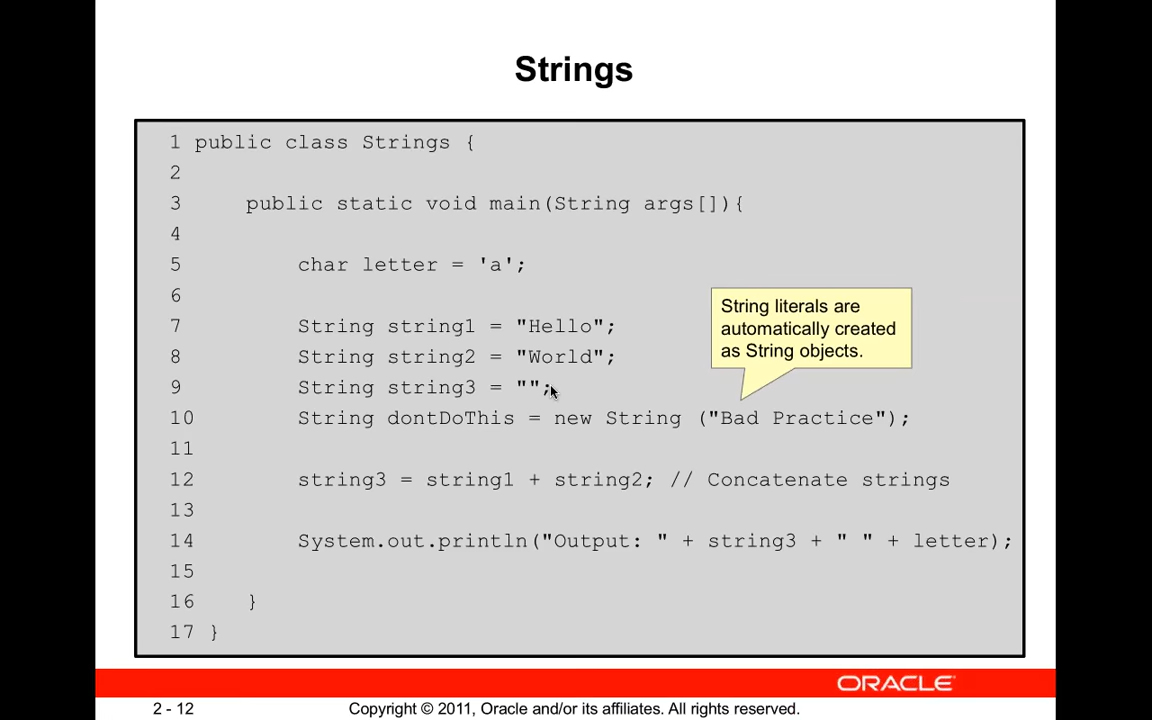 Strings
1 public class Strings {
2
3     public static void main(String args[]){
4
5         char letter = 'a';
6
7         String string1 = "Hello";
8         String string2 = "World";
9         String string3 = "";
10         String dontDoThis = new String ("Bad Practice");
11
12         string3 = string1 + string2; // Concatenate strings
13
14         System.out.println("Output: " + string3 + " " + letter);
15
16     }
17 }
String literals are
automatically created
as String objects.
ORACLE
2 - 12
Copyright © 2011, Oracle and/or its affiliates. All rights reserved.